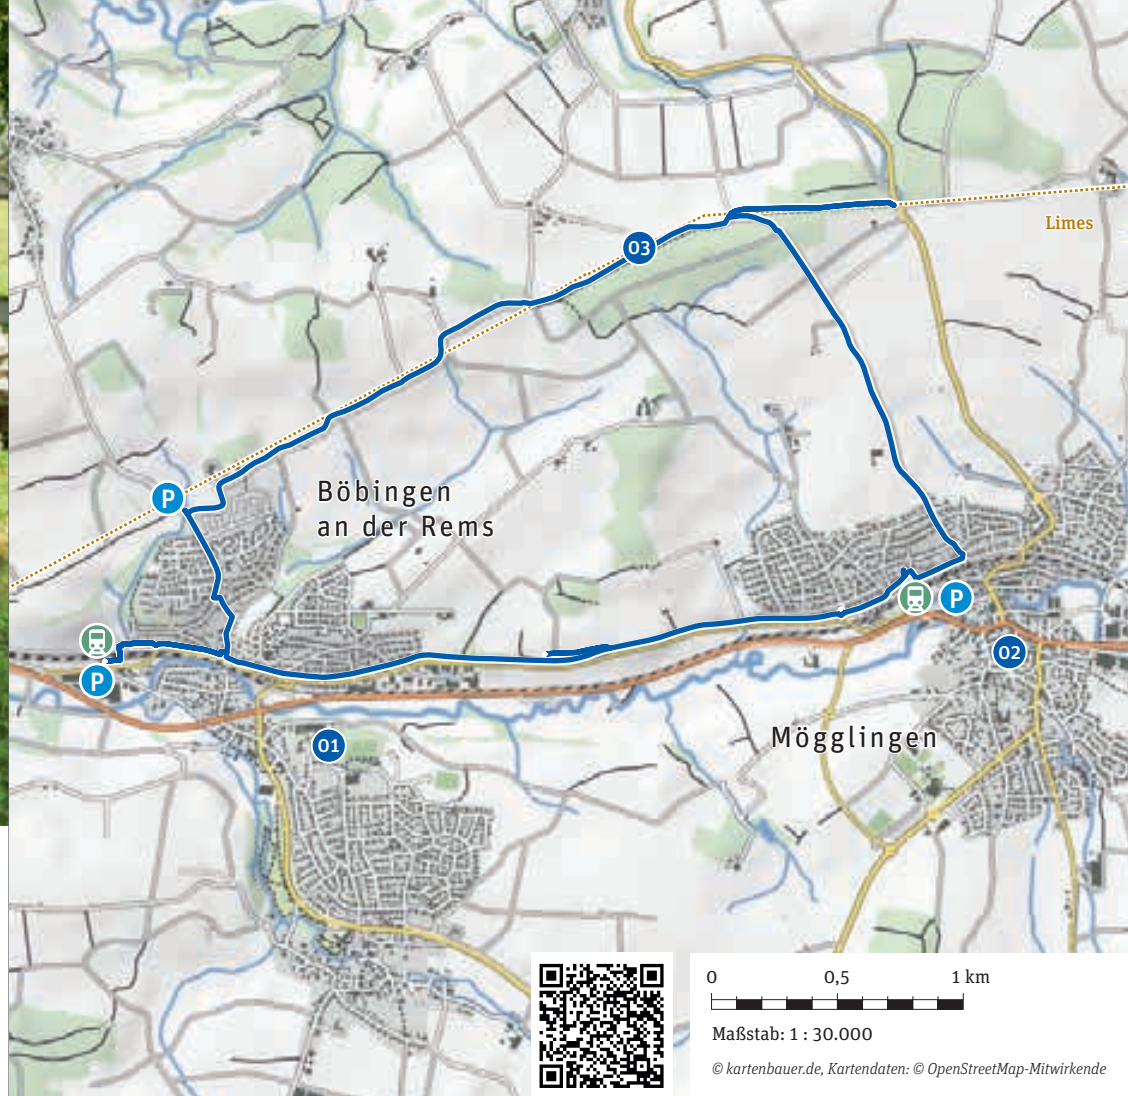 Limes
03
P
Böbingen
an der Rems
P
02
P
Mögglingen
01
0 0,5 1 km
Maßstab: 1 : 30.000
© kartenbauer.de, Kartendaten: © OpenStreetMap-Mitwirkende